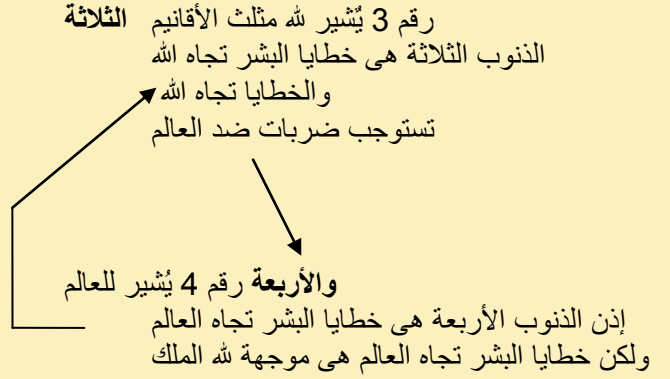 الثلاثة رقم 3 يُشير لله مثلث الأقانيم
الذنوب الثلاثة هى خطايا البشر تجاه الله
والخطايا تجاه الله
تستوجب ضربات ضد العالم
والأربعة رقم 4 يُشير للعالم
إذن الذنوب الأربعة هى خطايا البشر تجاه العالم
ولكن خطايا البشر تجاه العالم هى موجهة لله الملك